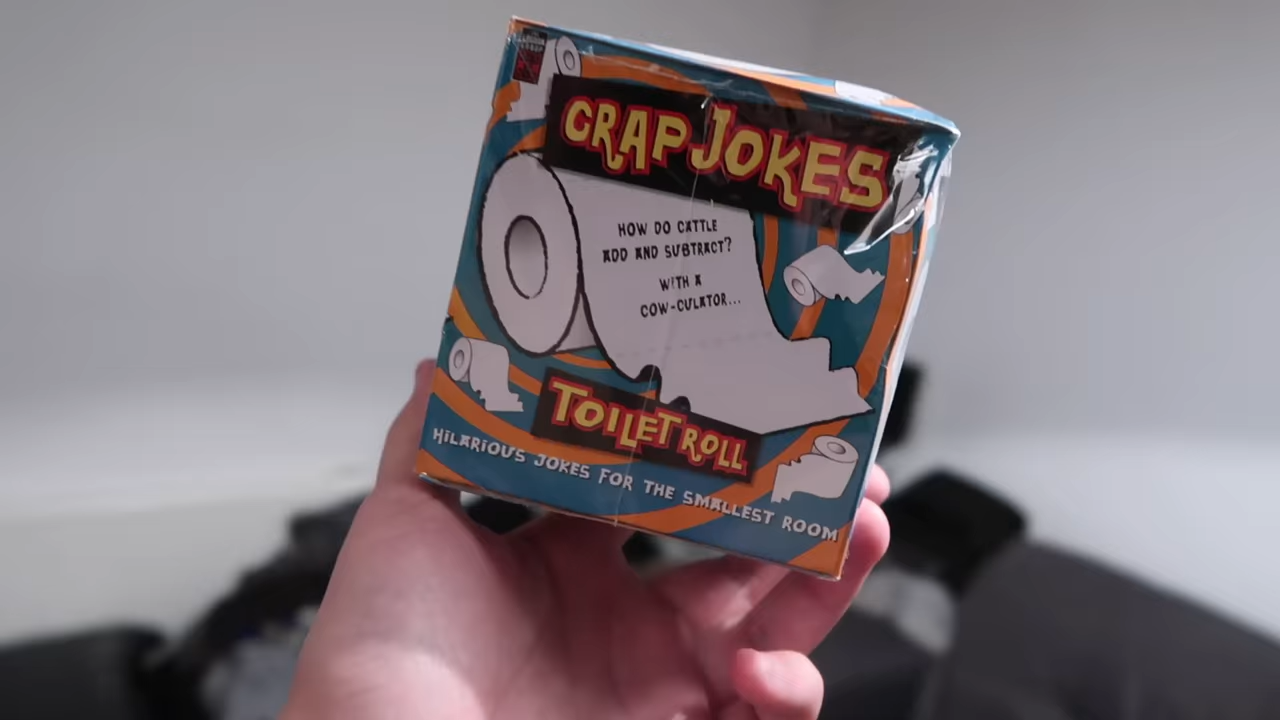 CRAP JOKES
HOW DO CATTLE
ADD AND SUBTRACT?
WITH A
COW-CULATOR...
TOILET ROLL
HILARIOUS JOKES FOR THE SMALLEST ROOM